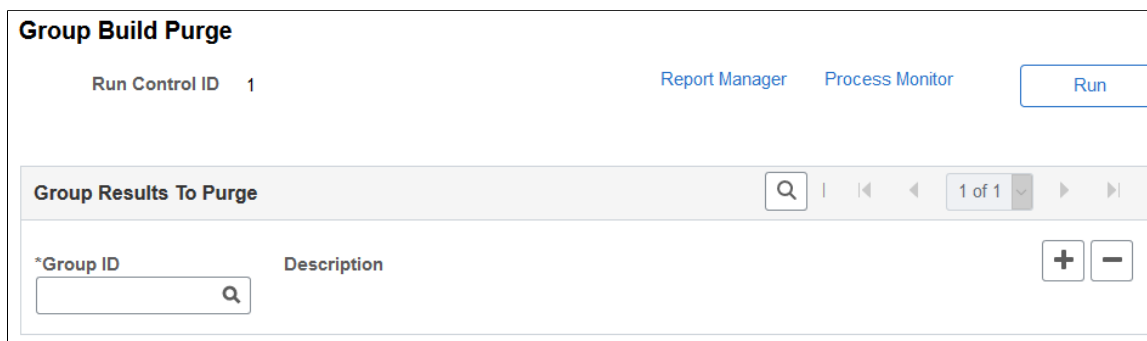 Group Build Purge
Run Control ID 1 Report Manager Process Monitor Run
Group Results To Purge 1 of 1
*Group ID Description